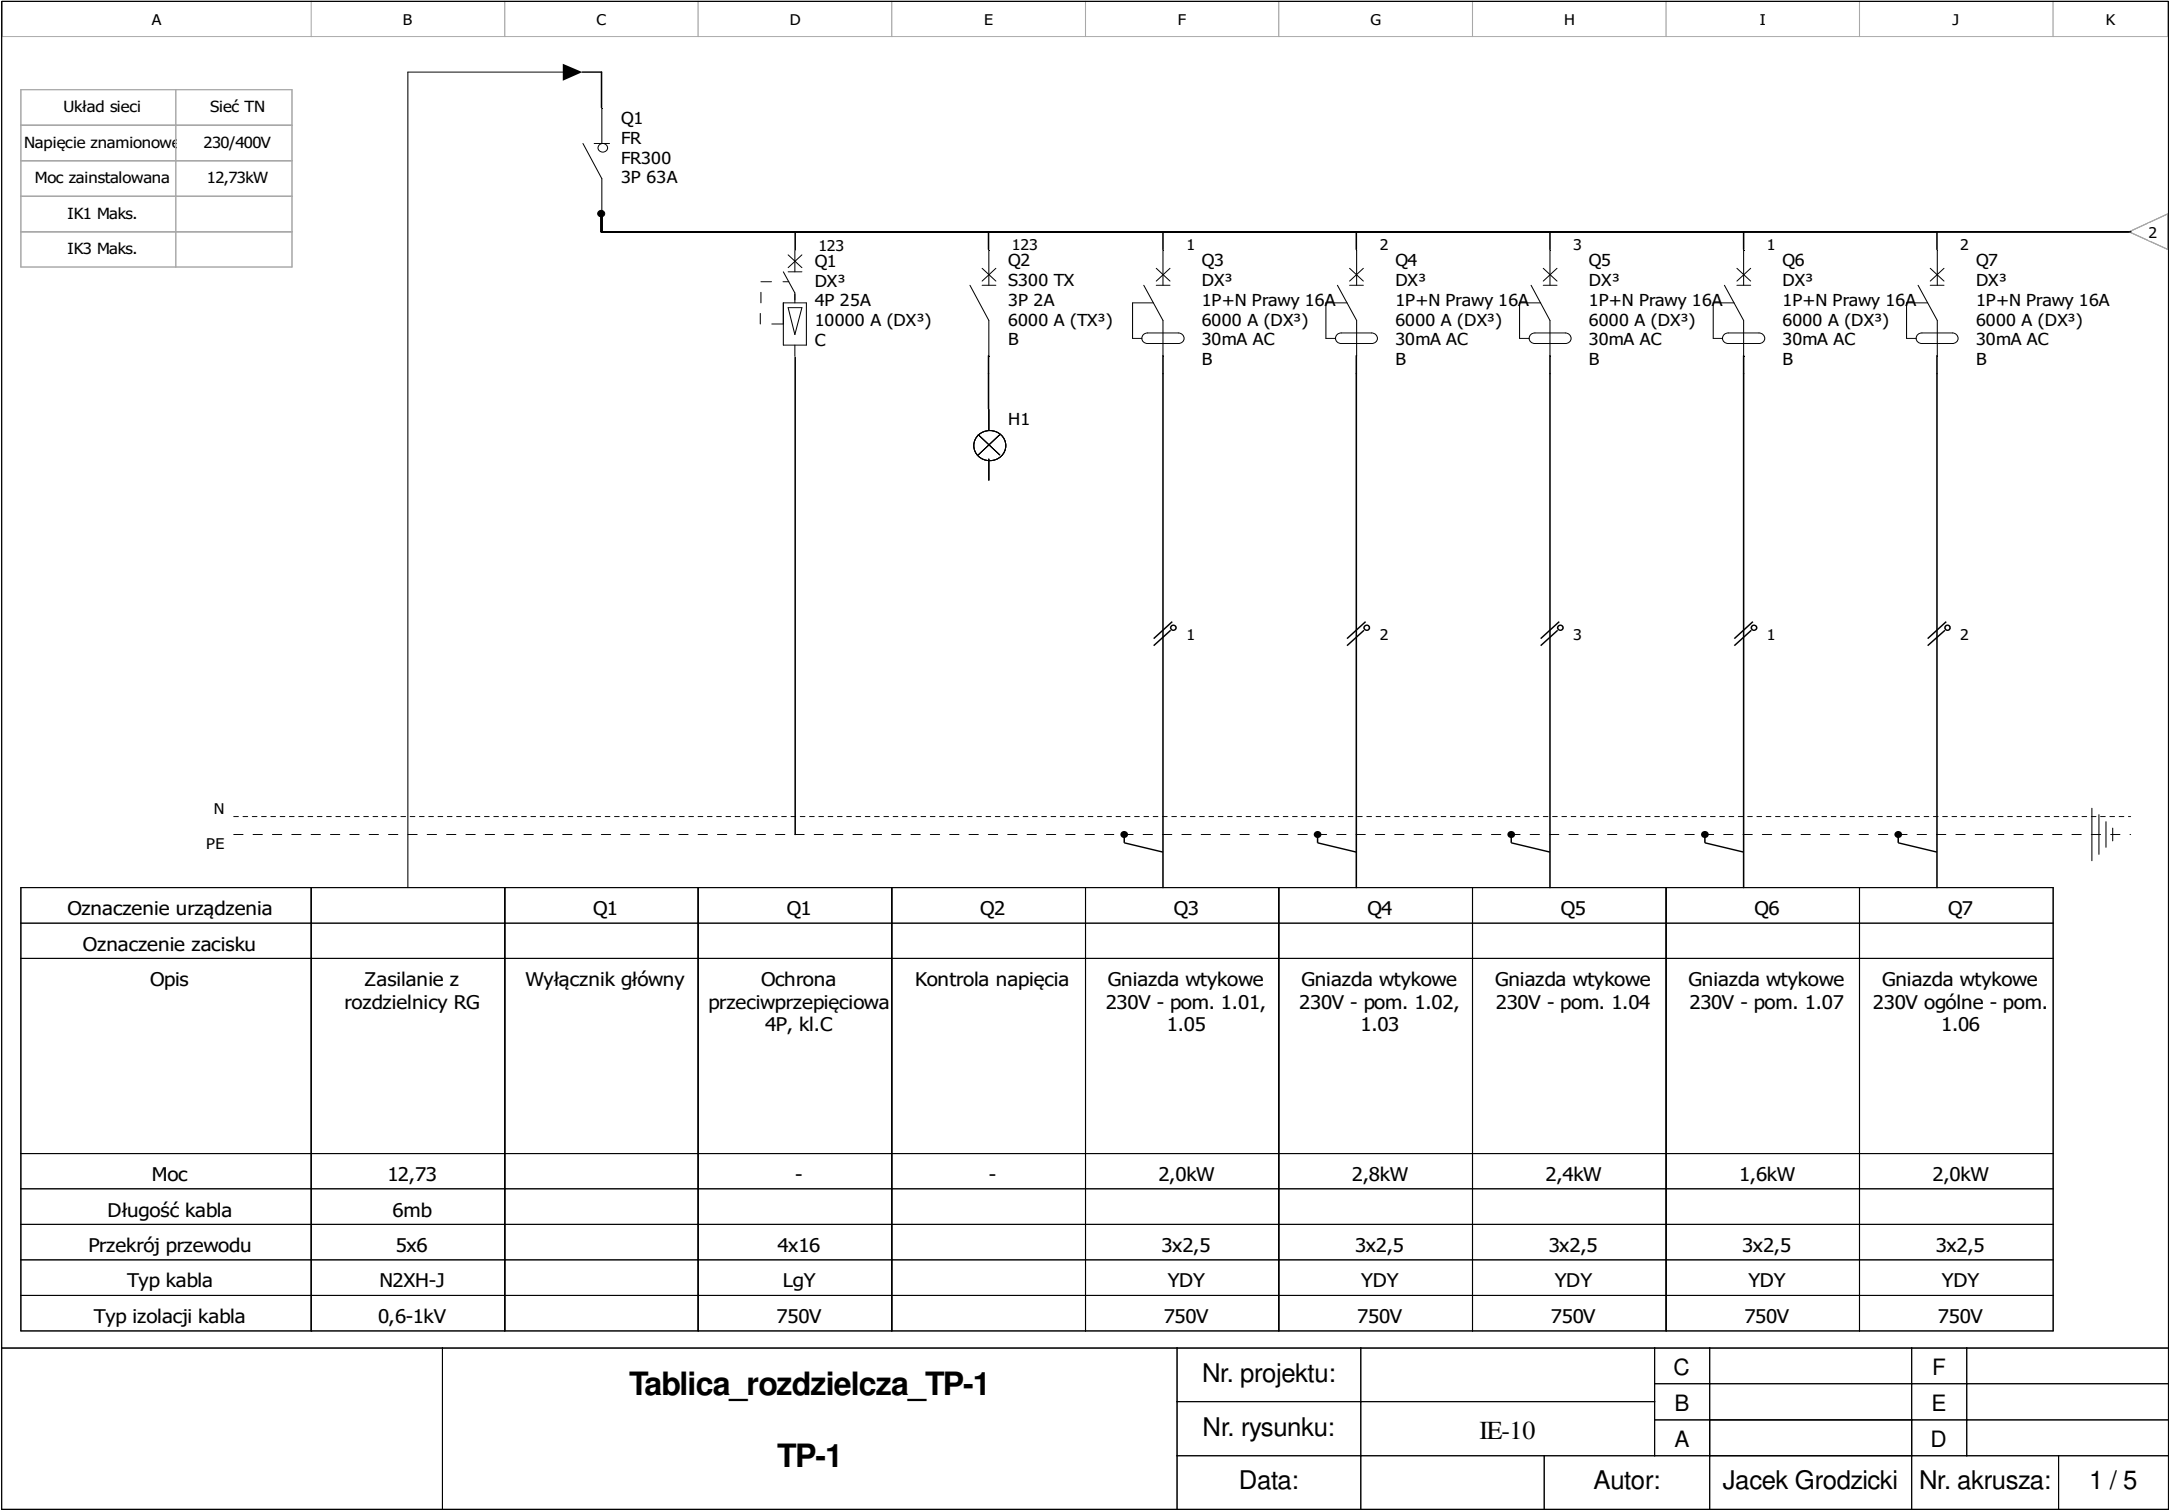 A B C D E F G H I J K
Układ sieci Sieć TN
Napięcie znamionowe 230/400V
Moc zainstalowana 12,73kW
IK1 Maks.
IK3 Maks.
Q1
FR
FR300
3P 63A
2
123
Q1
DX³
4P 25A
10000 A (DX³)
C
123
Q2
S300 TX
3P 2A
6000 A (TX³)
B
H1
1
Q3
DX³
1P+N Prawy 16A
6000 A (DX³)
30mA AC
B
2
Q4
DX³
1P+N Prawy 16A
6000 A (DX³)
30mA AC
B
3
Q5
DX³
1P+N Prawy 16A
6000 A (DX³)
30mA AC
B
1
Q6
DX³
1P+N Prawy 16A
6000 A (DX³)
30mA AC
B
2
Q7
DX³
1P+N Prawy 16A
6000 A (DX³)
30mA AC
B
1 2 3 1 2
N
PE
Oznaczenie urządzenia Q1 Q1 Q2 Q3 Q4 Q5 Q6 Q7
Oznaczenie zacisku
Opis
Zasilanie z
rozdzielnicy RG
Wyłącznik główny
Ochrona
przeciwprzepięciowa
4P, kl.C
Kontrola napięcia
Gniazda wtykowe
230V - pom. 1.01,
1.05
Gniazda wtykowe
230V - pom. 1.02,
1.03
Gniazda wtykowe
230V - pom. 1.04
Gniazda wtykowe
230V - pom. 1.07
Gniazda wtykowe
230V ogólne - pom.
1.06
Moc 12,73 - - 2,0kW 2,8kW 2,4kW 1,6kW 2,0kW
Długość kabla 6mb
Przekrój przewodu 5x6 4x16 3x2,5 3x2,5 3x2,5 3x2,5 3x2,5
Typ kabla N2XH-J LgY YDY YDY YDY YDY YDY
Typ izolacji kabla 0,6-1kV 750V 750V 750V 750V 750V 750V
Tablica_rozdzielcza_TP-1
TP-1
Nr. projektu:
Nr. rysunku: IE-10
C F
B E
A D
Data: Autor: Jacek Grodzicki Nr. akrusza: 1 / 5